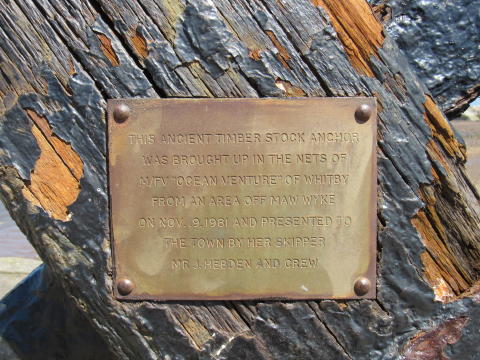 THIS ANCIENT TIMBER STOCK ANCHOR
WAS BROUGHT UP IN THE NETS OF
M/FV "OCEAN VENTURE" OF WHITBY
FROM AN AREA OFF MAW WYKE
ON NOV. 9. 1981 AND PRESENTED TO
THE TOWN BY HER SKIPPER
MR J. HEBDEN AND CREW